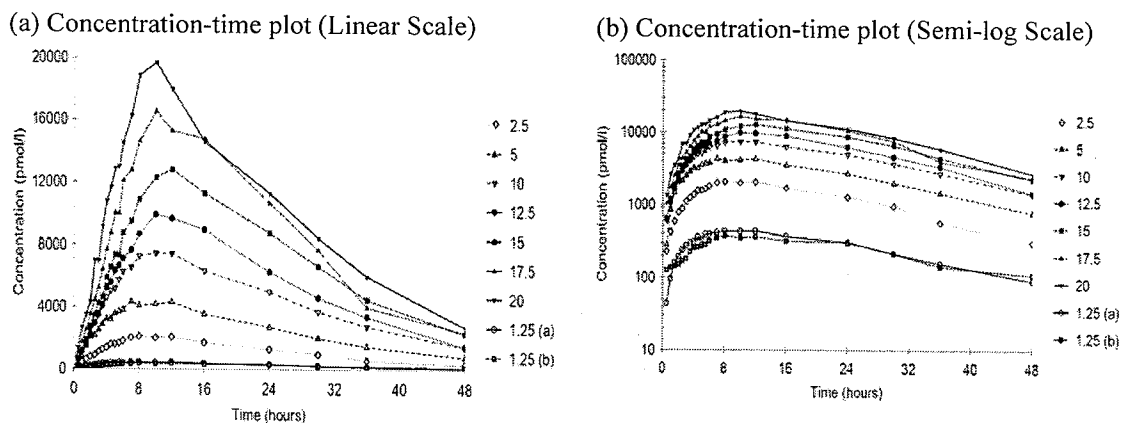 (a) Concentration-time plot (Linear Scale)
20000
16000
12000
8000
4000
0
Concentration (pmol/l)
0 8 16 24 32 40 48
Time (hours)
2.5
5
10
12.5
15
17.5
20
1.25 (a)
1.25 (b)
(b) Concentration-time plot (Semi-log Scale)
100000
10000
1000
100
10
Concentration (pmol/l)
0 8 16 24 32 40 48
Time (hours)
2.5
5
10
12.5
15
17.5
20
1.25 (a)
1.25 (b)